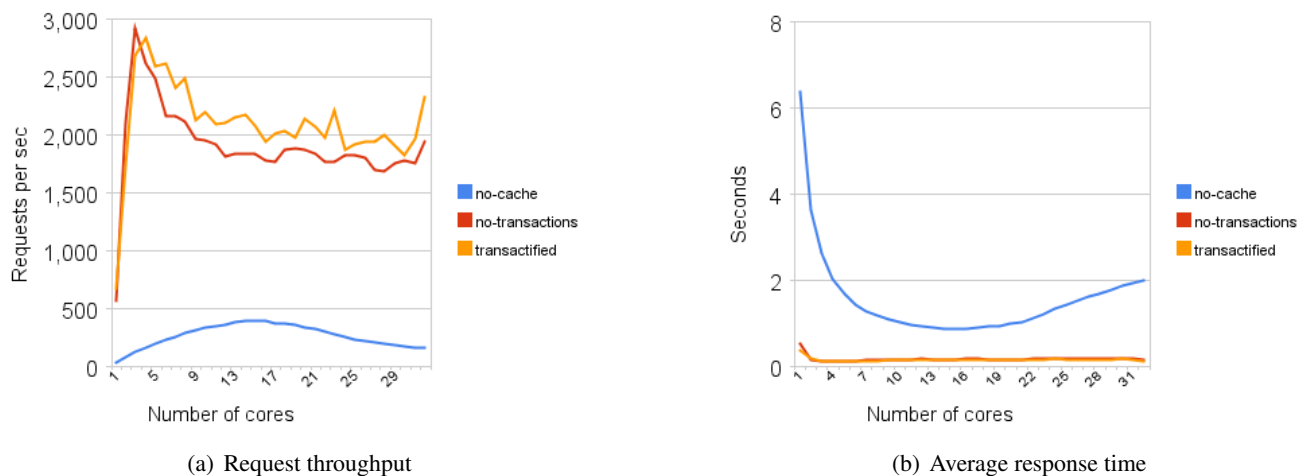 3,000
2,500
2,000
1,500
1,000
500
0
Requests per sec
1
5
9
13
17
21
25
29
Number of cores
no-cache
no-transactions
transactified
(a) Request throughput
8
6
4
2
0
Seconds
1
4
7
10
13
16
19
22
25
28
31
Number of cores
no-cache
no-transactions
transactified
(b) Average response time